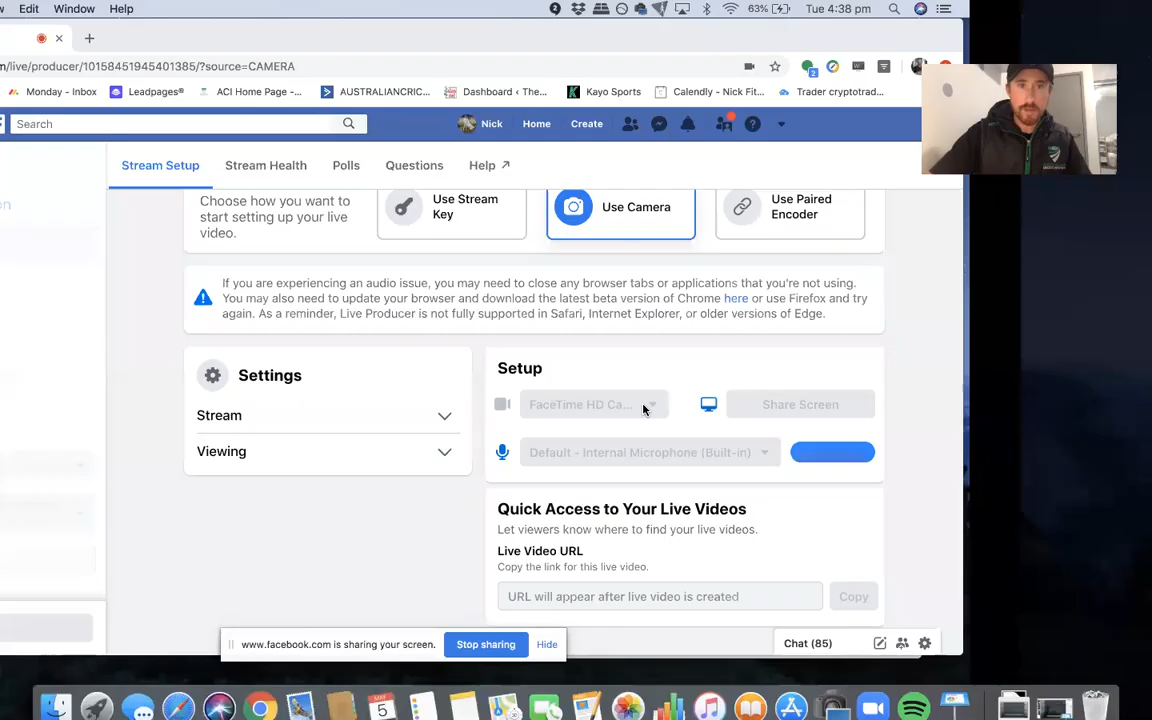 Edit Window Help 2 63% Tue 4:38 pm
m/live/producer/10158451945401385/?source=CAMERA 2
Monday - Inbox Leadpages® ACI Home Page -... AUSTRALIANCRIC... Dashboard ‹ The... Kayo Sports Calendly - Nick Fit... Trader cryptotrad...
Search Nick Home Create
Stream Setup Stream Health Polls Questions Help
on
Choose how you want to
start setting up your live
video.
Use Stream
Key
Use Camera
Use Paired
Encoder
If you are experiencing an audio issue, you may need to close any browser tabs or applications that you're not using.
You may also need to update your browser and download the latest beta version of Chrome here or use Firefox and try
again. As a reminder, Live Producer is not fully supported in Safari, Internet Explorer, or older versions of Edge.
Settings
Stream
Viewing
Setup
FaceTime HD Ca... Share Screen
Default - Internal Microphone (Built-in)
Quick Access to Your Live Videos
Let viewers know where to find your live videos.
Live Video URL
Copy the link for this live video.
URL will appear after live video is created Copy
www.facebook.com is sharing your screen. Stop sharing Hide
Chat (85)
MAY
5